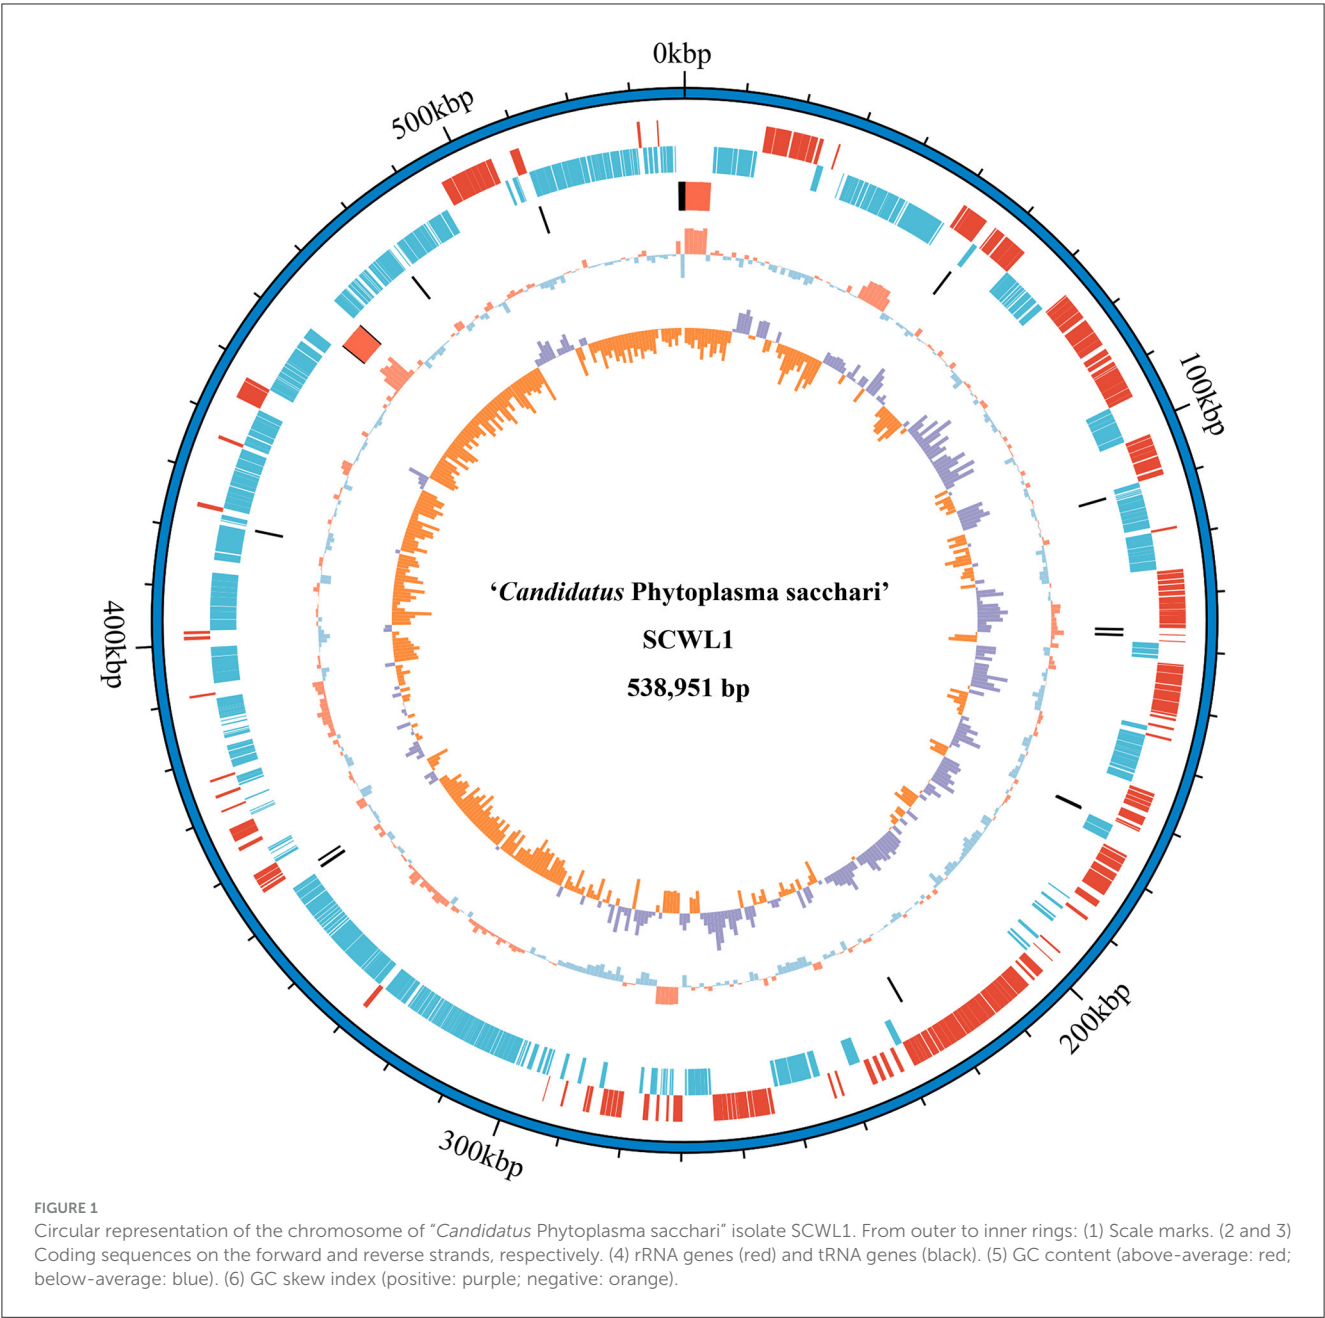 0kbp
500kbp
100kbp
‘Candidatus Phytoplasma sacchari’
SCWL1
538,951 bp
400kbp
200kbp
300kbp
FIGURE 1
Circular representation of the chromosome of “Candidatus Phytoplasma sacchari” isolate SCWL1. From outer to inner rings: (1) Scale marks. (2 and 3)
Coding sequences on the forward and reverse strands, respectively. (4) rRNA genes (red) and tRNA genes (black). (5) GC content (above-average: red;
below-average: blue). (6) GC skew index (positive: purple; negative: orange).